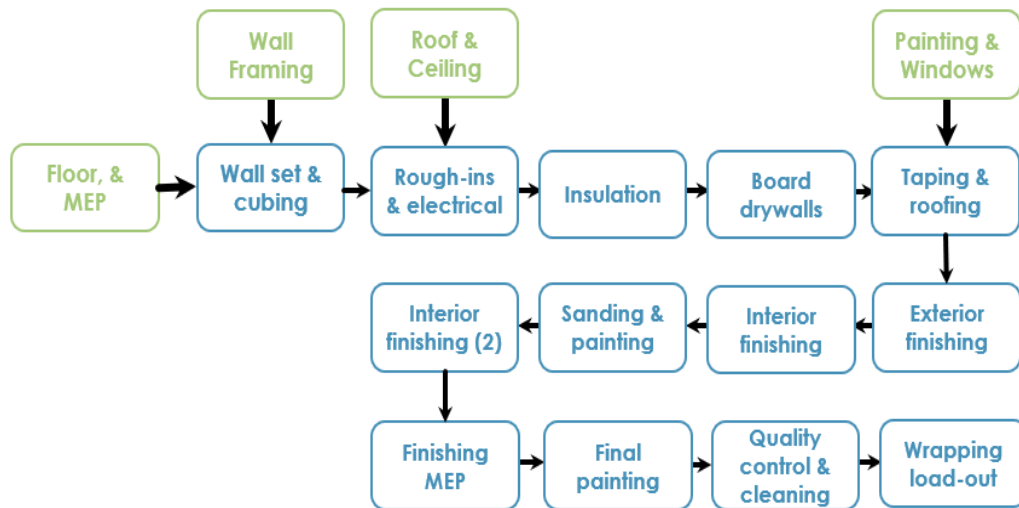 Wall
Framing
Roof &
Ceiling
Painting &
Windows
Floor, &
MEP
Wall set &
cubing
Rough-ins
& electrical
Insulation
Board
drywalls
Taping &
roofing
Interior
finishing (2)
Sanding &
painting
Interior
finishing
Exterior
finishing
Finishing
MEP
Final
painting
Quality
control &
cleaning
Wrapping
load-out